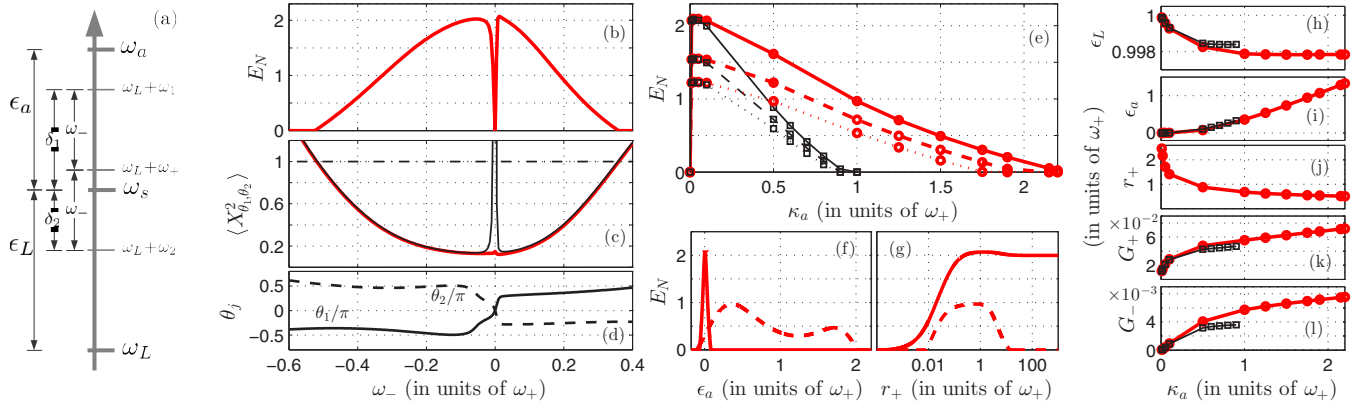 (a)
ω_a
ω_L+ω_1
ϵ_a
δ_1
ω_−
ω_L+ω_+
ω_s
δ_2
ω_−
ϵ_L
ω_L+ω_2
ω_L
(b)
E_N
2
1
0
(c)
⟨X²_{θ_1,θ_2}⟩
1
0.6
0.2
(d)
θ_j
0.5
0
−0.5
θ_1/π
θ_2/π
−0.6 −0.4 −0.2 0 0.2 0.4
ω_− (in units of ω_+)
(e)
E_N
2
1
0
0 0.5 1 1.5 2
κ_a (in units of ω_+)
(f)
E_N
2
1
0
0 1 2
ϵ_a (in units of ω_+)
(g)
0.01 1 100
r_+ (in units of ω_+)
(in units of ω_+)
(h)
ϵ_L
1
0.998
(i)
ϵ_a
1
0
(j)
r_+
2
1
(k)
G_+
×10^−2
6
2
(l)
G_−
×10^−3
4
0
0 1 2
κ_a (in units of ω_+)